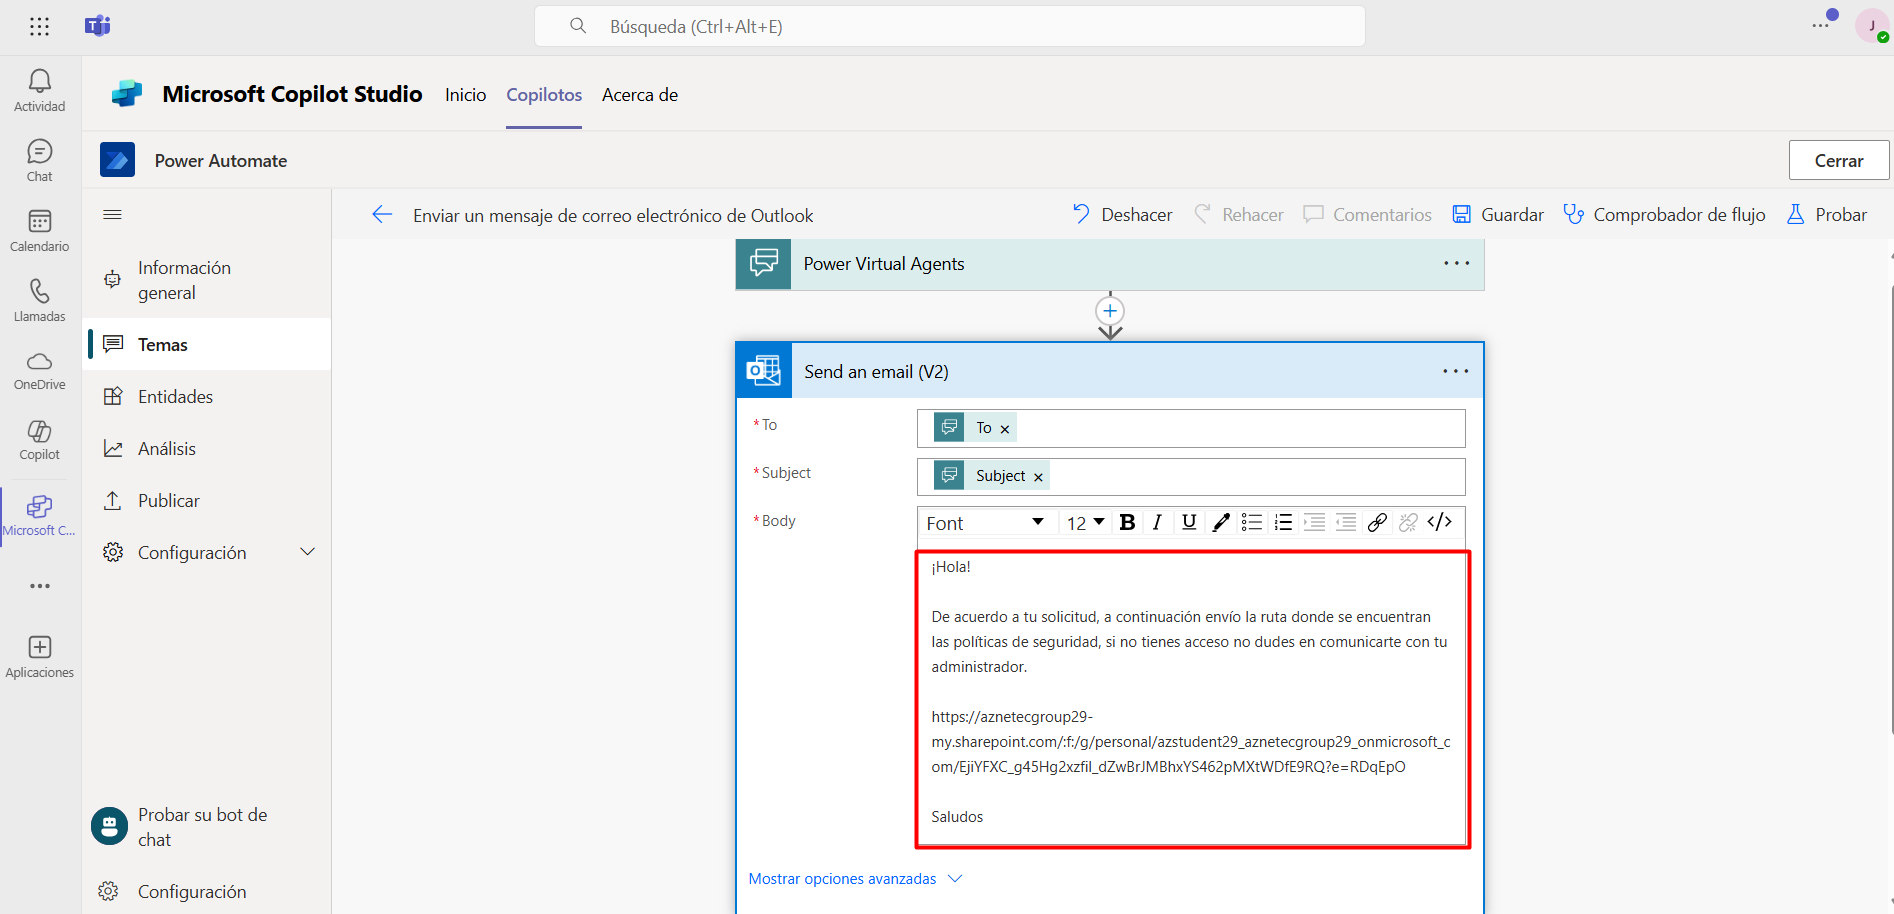 Búsqueda (Ctrl+Alt+E)
J
Actividad
Chat
Calendario
Llamadas
OneDrive
Copilot
Microsoft C...
Aplicaciones
Microsoft Copilot Studio
Inicio
Copilotos
Acerca de
Power Automate
Cerrar
Información
general
Temas
Entidades
Análisis
Publicar
Configuración
Probar su bot de
chat
Configuración
Enviar un mensaje de correo electrónico de Outlook
Deshacer
Rehacer
Comentarios
Guardar
Comprobador de flujo
Probar
Power Virtual Agents
Send an email (V2)
* To
To ×
* Subject
Subject ×
* Body
Font
12
B I U </>
¡Hola!
De acuerdo a tu solicitud, a continuación envío la ruta donde se encuentran
las políticas de seguridad, si no tienes acceso no dudes en comunicarte con tu
administrador.
https://aznetecgroup29-
my.sharepoint.com/:f:/g/personal/azstudent29_aznetecgroup29_onmicrosoft_c
om/EjiYFXC_g45Hg2xzfiI_dZwBrJMBhxYS462pMXtWDfE9RQ?e=RDqEpO
Saludos
Mostrar opciones avanzadas